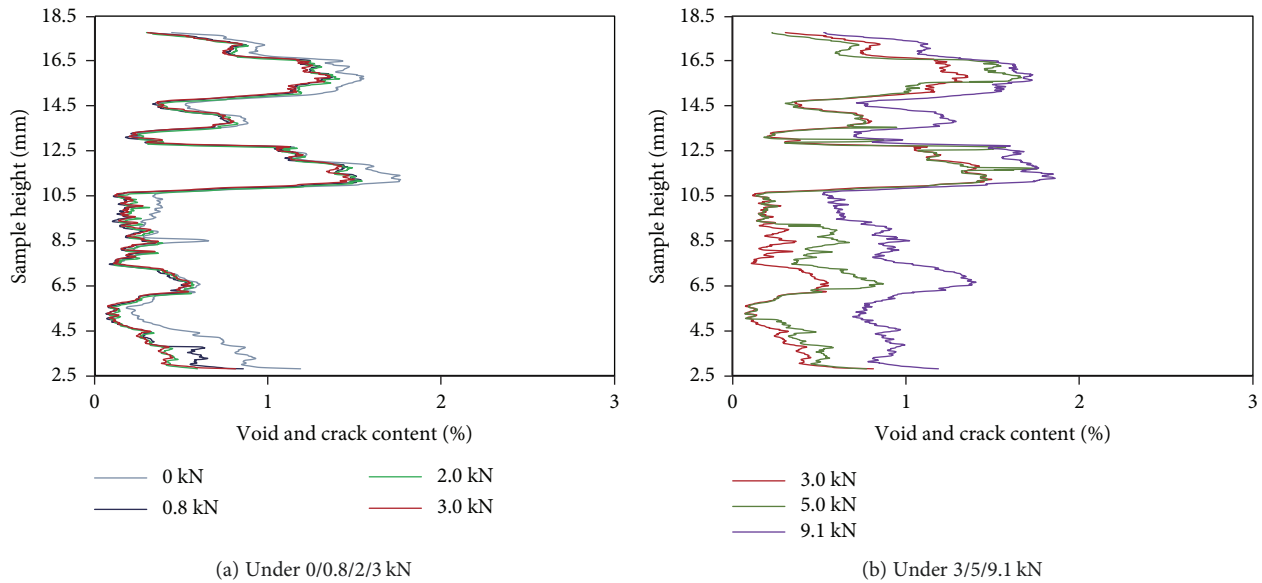 18.5
16.5
14.5
12.5
10.5
8.5
6.5
4.5
2.5
Sample height (mm)
0
1
2
3
Void and crack content (%)
0 kN
0.8 kN
2.0 kN
3.0 kN
(a) Under 0/0.8/2/3 kN
18.5
16.5
14.5
12.5
10.5
8.5
6.5
4.5
2.5
Sample height (mm)
0
1
2
3
Void and crack content (%)
3.0 kN
5.0 kN
9.1 kN
(b) Under 3/5/9.1 kN